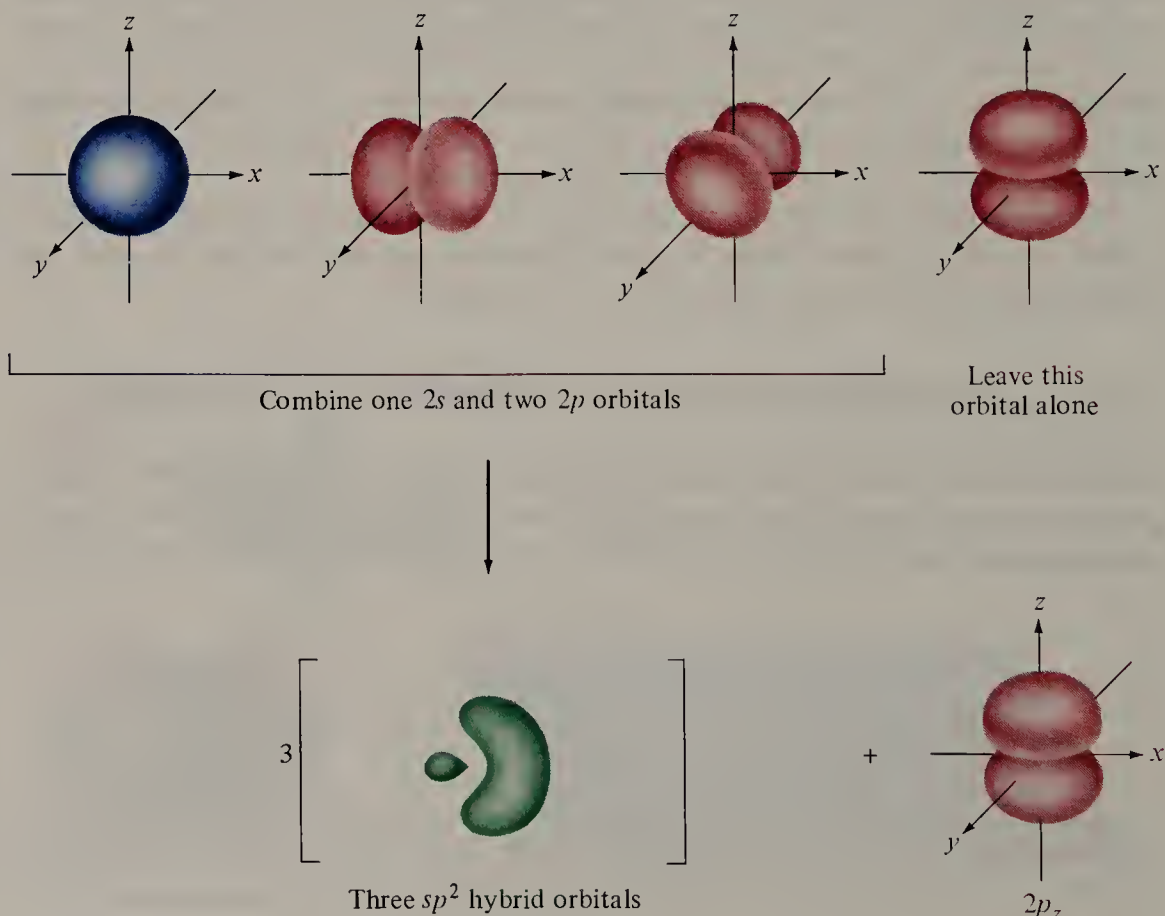 z
z
z
z
x
x
x
x
y
y
y
y
Combine one 2s and two 2p orbitals
Leave this
orbital alone
z
3
+
x
y
Three sp² hybrid orbitals
2p_z